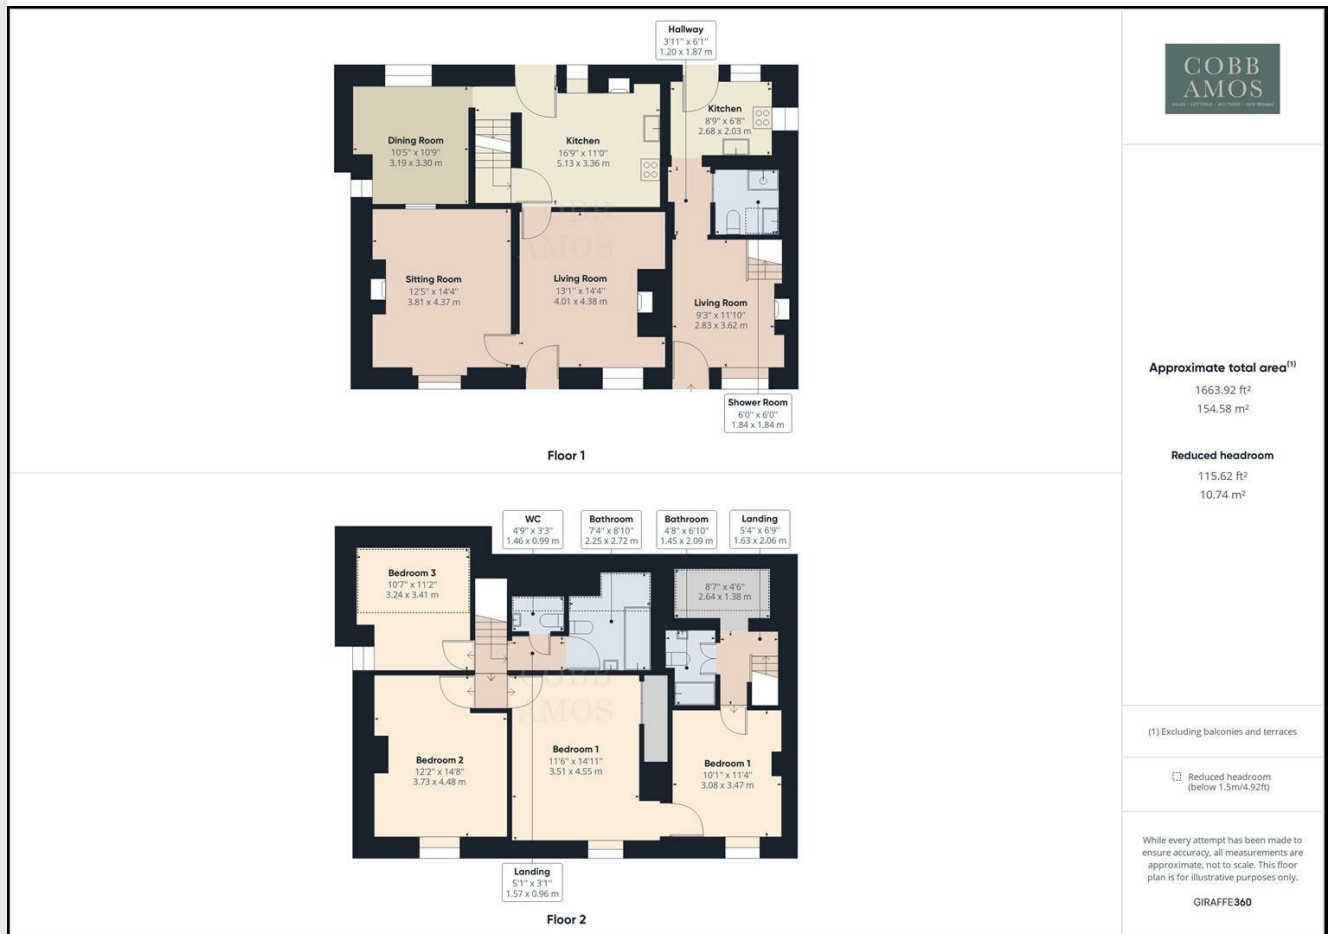 Hallway
3'11" x 6'1"
1.20 x 1.87 m
Dining Room
10'5" x 10'9"
3.19 x 3.30 m
Kitchen
16'9" x 11'0"
5.13 x 3.36 m
Kitchen
8'9" x 6'8"
2.68 x 2.03 m
COBB
AMOS
Sitting Room
12'5" x 14'4"
3.81 x 4.37 m
Living Room
13'1" x 14'4"
4.01 x 4.38 m
Living Room
9'3" x 11'10"
2.83 x 3.62 m
Shower Room
6'0" x 6'0"
1.84 x 1.84 m
Floor 1
WC
4'9" x 3'3"
1.46 x 0.99 m
Bathroom
7'4" x 8'10"
2.25 x 2.72 m
Bathroom
4'8" x 6'10"
1.45 x 2.09 m
Landing
5'4" x 6'9"
1.63 x 2.06 m
Bedroom 3
10'7" x 11'2"
3.24 x 3.41 m
8'7" x 4'6"
2.64 x 1.38 m
COBB
AMOS
Bedroom 2
12'2" x 14'8"
3.73 x 4.48 m
Bedroom 1
11'6" x 14'11"
3.51 x 4.55 m
Bedroom 1
10'1" x 11'4"
3.08 x 3.47 m
Landing
5'1" x 3'1"
1.57 x 0.96 m
Floor 2
COBB
AMOS
SALES | LETTINGS | AUCTIONS | NEW HOMES
Approximate total area(1)
1663.92 ft²
154.58 m²
Reduced headroom
115.62 ft²
10.74 m²
(1) Excluding balconies and terraces
Reduced headroom
(below 1.5m/4.92ft)
While every attempt has been made to
ensure accuracy, all measurements are
approximate, not to scale. This floor
plan is for illustrative purposes only.
GIRAFFE360